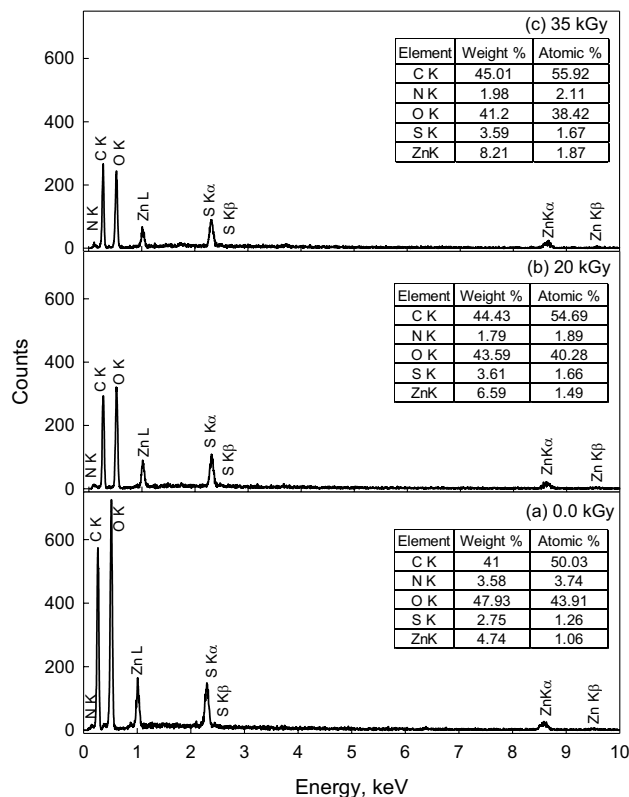 (c) 35 kGy
Element Weight % Atomic %
C K 45.01 55.92
N K 1.98 2.11
O K 41.2 38.42
S K 3.59 1.67
ZnK 8.21 1.87
600
400
200
0
N K
C K
O K
Zn L
S Kα
S Kβ
ZnKα
Zn Kβ
(b) 20 kGy
Element Weight % Atomic %
C K 44.43 54.69
N K 1.79 1.89
O K 43.59 40.28
S K 3.61 1.66
ZnK 6.59 1.49
600
400
200
0
N K
C K
O K
Zn L
S Kα
S Kβ
ZnKα
Zn Kβ
(a) 0.0 kGy
Element Weight % Atomic %
C K 41 50.03
N K 3.58 3.74
O K 47.93 43.91
S K 2.75 1.26
ZnK 4.74 1.06
600
400
200
0
N K
C K
O K
Zn L
S Kα
S Kβ
ZnKα
Zn Kβ
Counts
0 1 2 3 4 5 6 7 8 9 10
Energy, keV